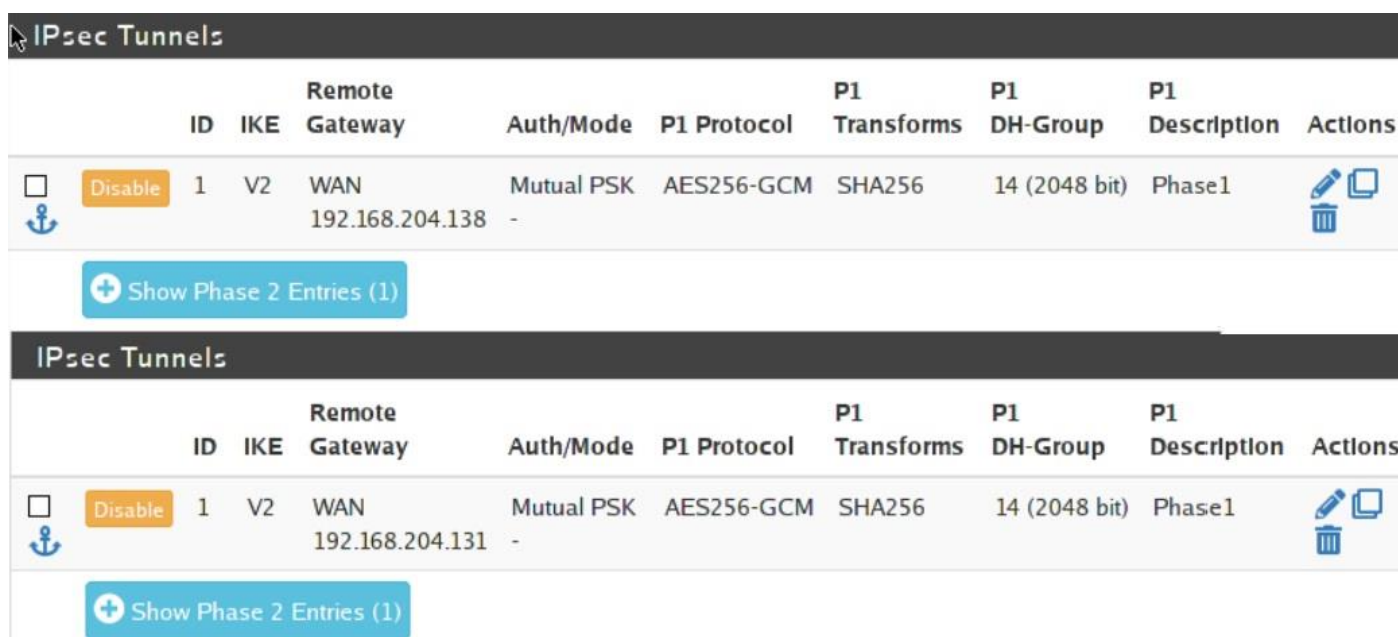 IPsec Tunnels
ID IKE Remote Gateway Auth/Mode P1 Protocol P1 Transforms P1 DH-Group P1 Description Actions
Disable 1 V2 WAN Mutual PSK AES256-GCM SHA256 14 (2048 bit) Phase1
192.168.204.138 -
Show Phase 2 Entries (1)
IPsec Tunnels
ID IKE Remote Gateway Auth/Mode P1 Protocol P1 Transforms P1 DH-Group P1 Description Actions
Disable 1 V2 WAN Mutual PSK AES256-GCM SHA256 14 (2048 bit) Phase1
192.168.204.131 -
Show Phase 2 Entries (1)